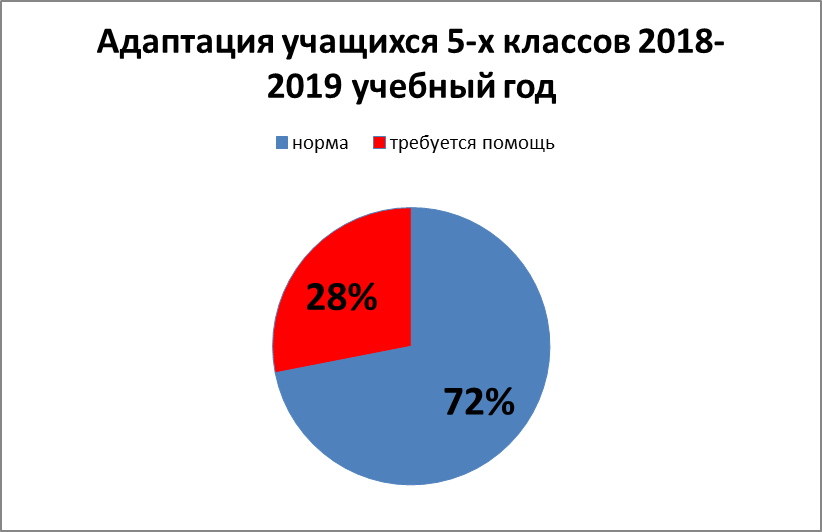 Адаптация учащихся 5-х классов 2018-
2019 учебный год
норма требуется помощь
28%
72%